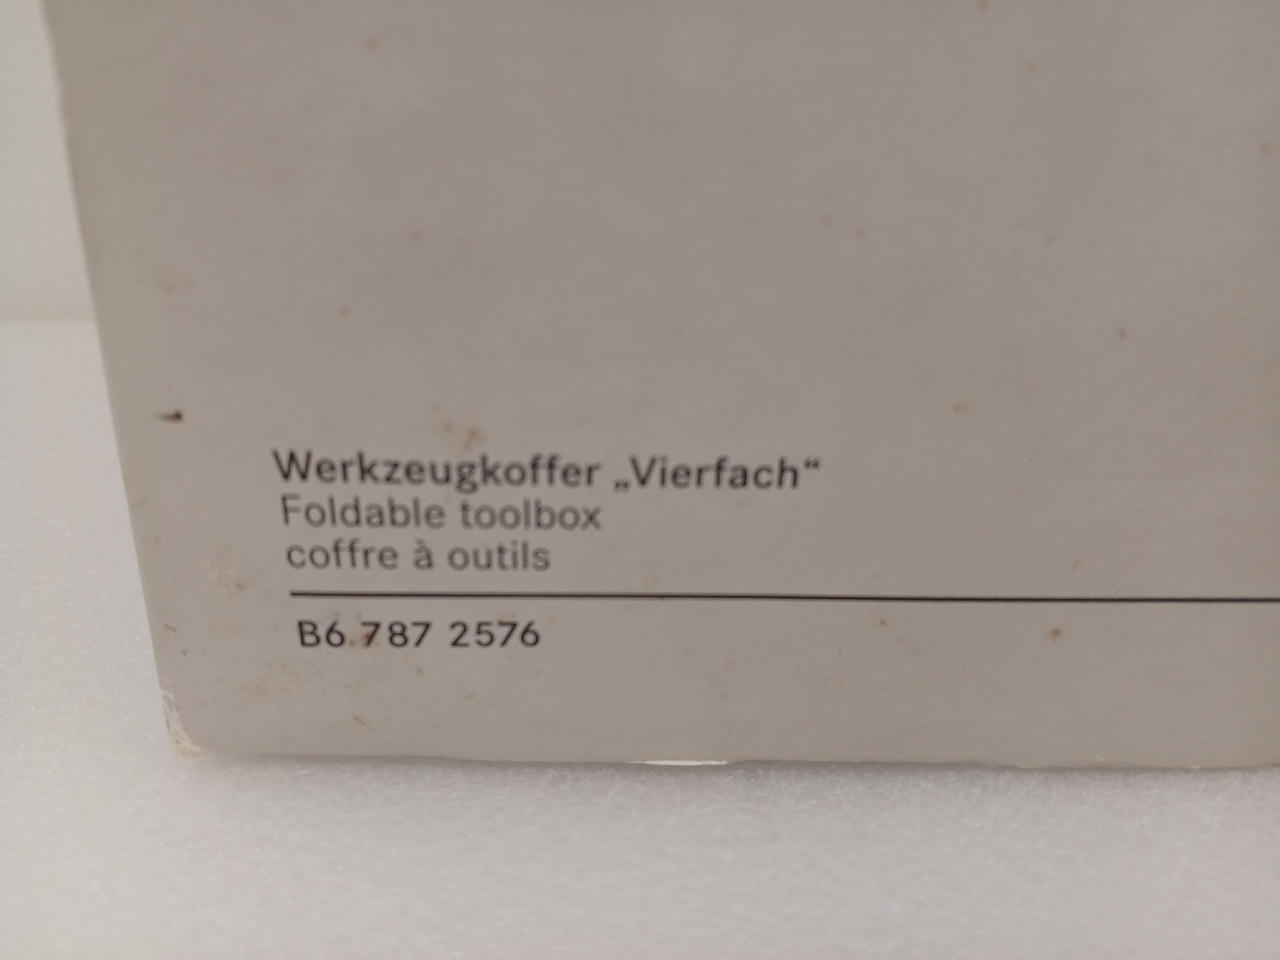 Werkzeugkoffer „Vierfach“
Foldable toolbox
coffre à outils
B6 787 2576